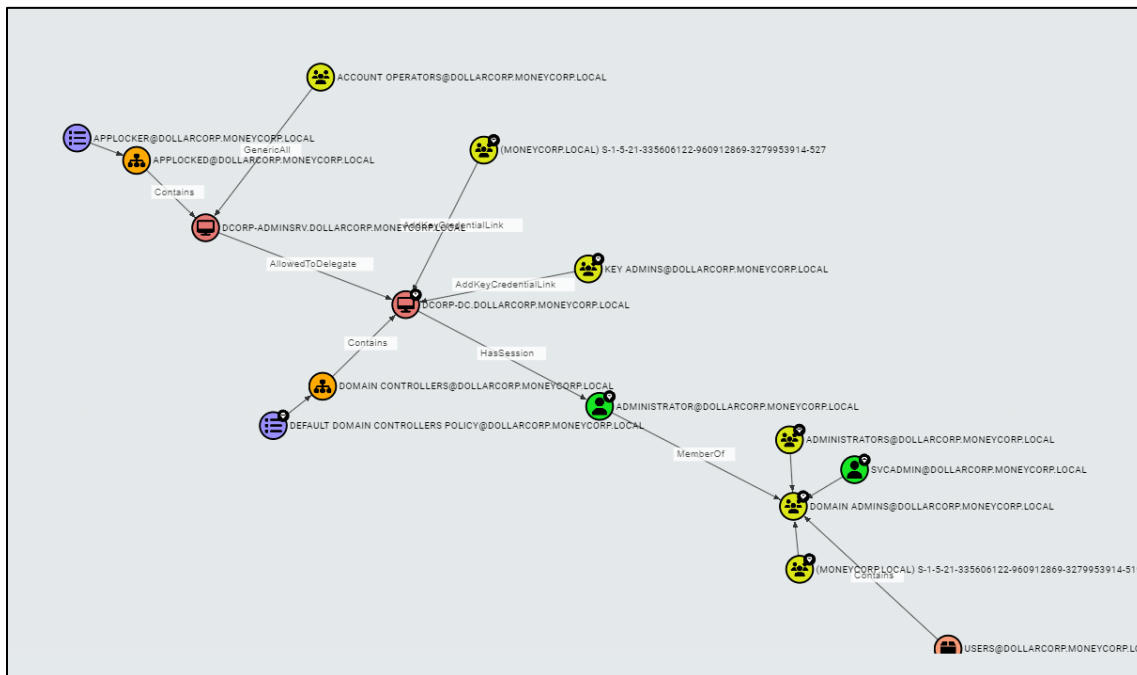 ACCOUNT OPERATORS@DOLLARCORP.MONEYCORP.LOCAL
APPLOCKER@DOLLARCORP.MONEYCORP.LOCAL
GenericAll
(MONEYCORP.LOCAL) S-1-5-21-335606122-960912869-3279953914-527
APPLOCKED@DOLLARCORP.MONEYCORP.LOCAL
Contains
AddKeyCredentialLink
DCORP-ADMINSRV.DOLLARCORP.MONEYCORP.LOCAL
AllowedToDelegate
KEY ADMINS@DOLLARCORP.MONEYCORP.LOCAL
AddKeyCredentialLink
DCORP-DC.DOLLARCORP.MONEYCORP.LOCAL
Contains
HasSession
DOMAIN CONTROLLERS@DOLLARCORP.MONEYCORP.LOCAL
ADMINISTRATOR@DOLLARCORP.MONEYCORP.LOCAL
DEFAULT DOMAIN CONTROLLERS POLICY@DOLLARCORP.MONEYCORP.LOCAL
ADMINISTRATORS@DOLLARCORP.MONEYCORP.LOCAL
MemberOf
SVCADMIN@DOLLARCORP.MONEYCORP.LOCAL
DOMAIN ADMINS@DOLLARCORP.MONEYCORP.LOCAL
(MONEYCORP.LOCAL) S-1-5-21-335606122-960912869-3279953914-51
Contains
USERS@DOLLARCORP.MONEYCORP.LO